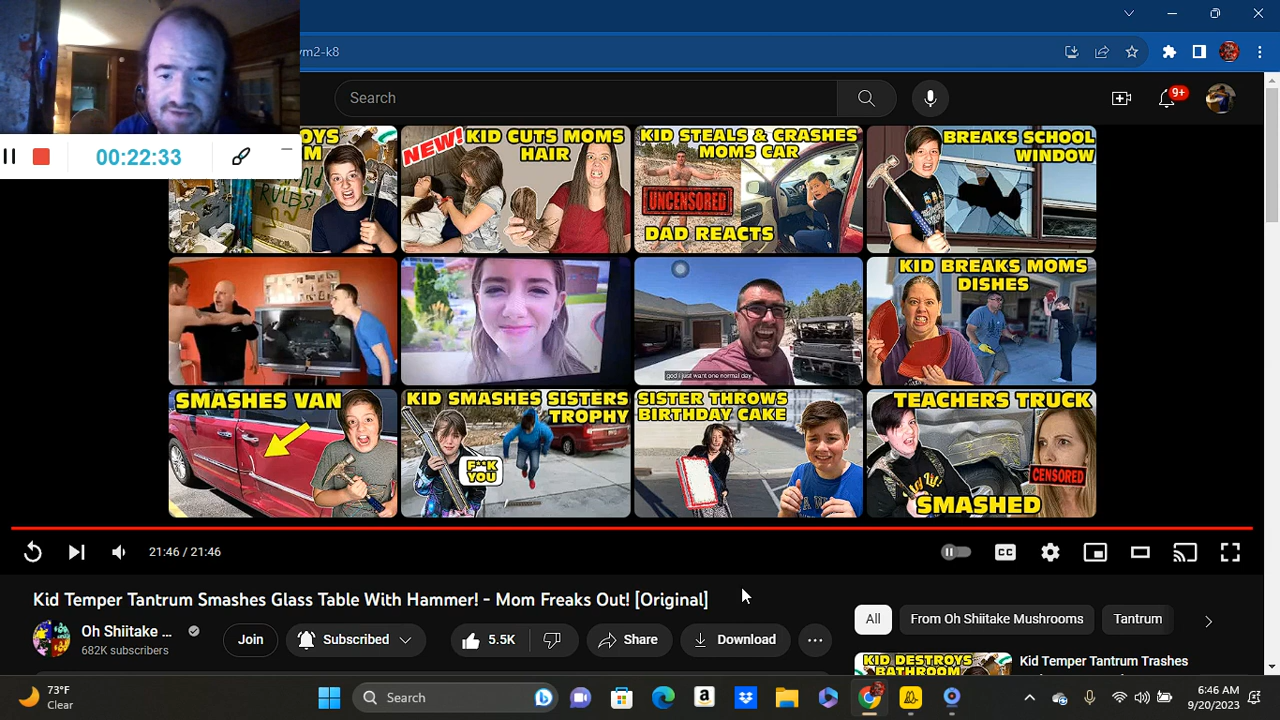 ym2-k8
00:22:33
Search
9+
OYS
M
RULES!
NEW!
KID CUTS MOMS
HAIR
KID STEALS & CRASHES
MOMS CAR
UNCENSORED
DAD REACTS
BREAKS SCHOOL
WINDOW
god i just want one normal day
KID BREAKS MOMS
DISHES
SMASHES VAN
KID SMASHES SISTERS
TROPHY
F**K
YOU
SISTER THROWS
BIRTHDAY CAKE
TEACHERS TRUCK
CENSORED
SMASHED
21:46 / 21:46
CC
Kid Temper Tantrum Smashes Glass Table With Hammer! - Mom Freaks Out! [Original]
Oh Shiitake ...
682K subscribers
Join
Subscribed
5.5K
Share
Download
All
From Oh Shiitake Mushrooms
Tantrum
KID DESTROYS
BATHROOM
Kid Temper Tantrum Trashes
73°F
Clear
Search
6:46 AM
9/20/2023